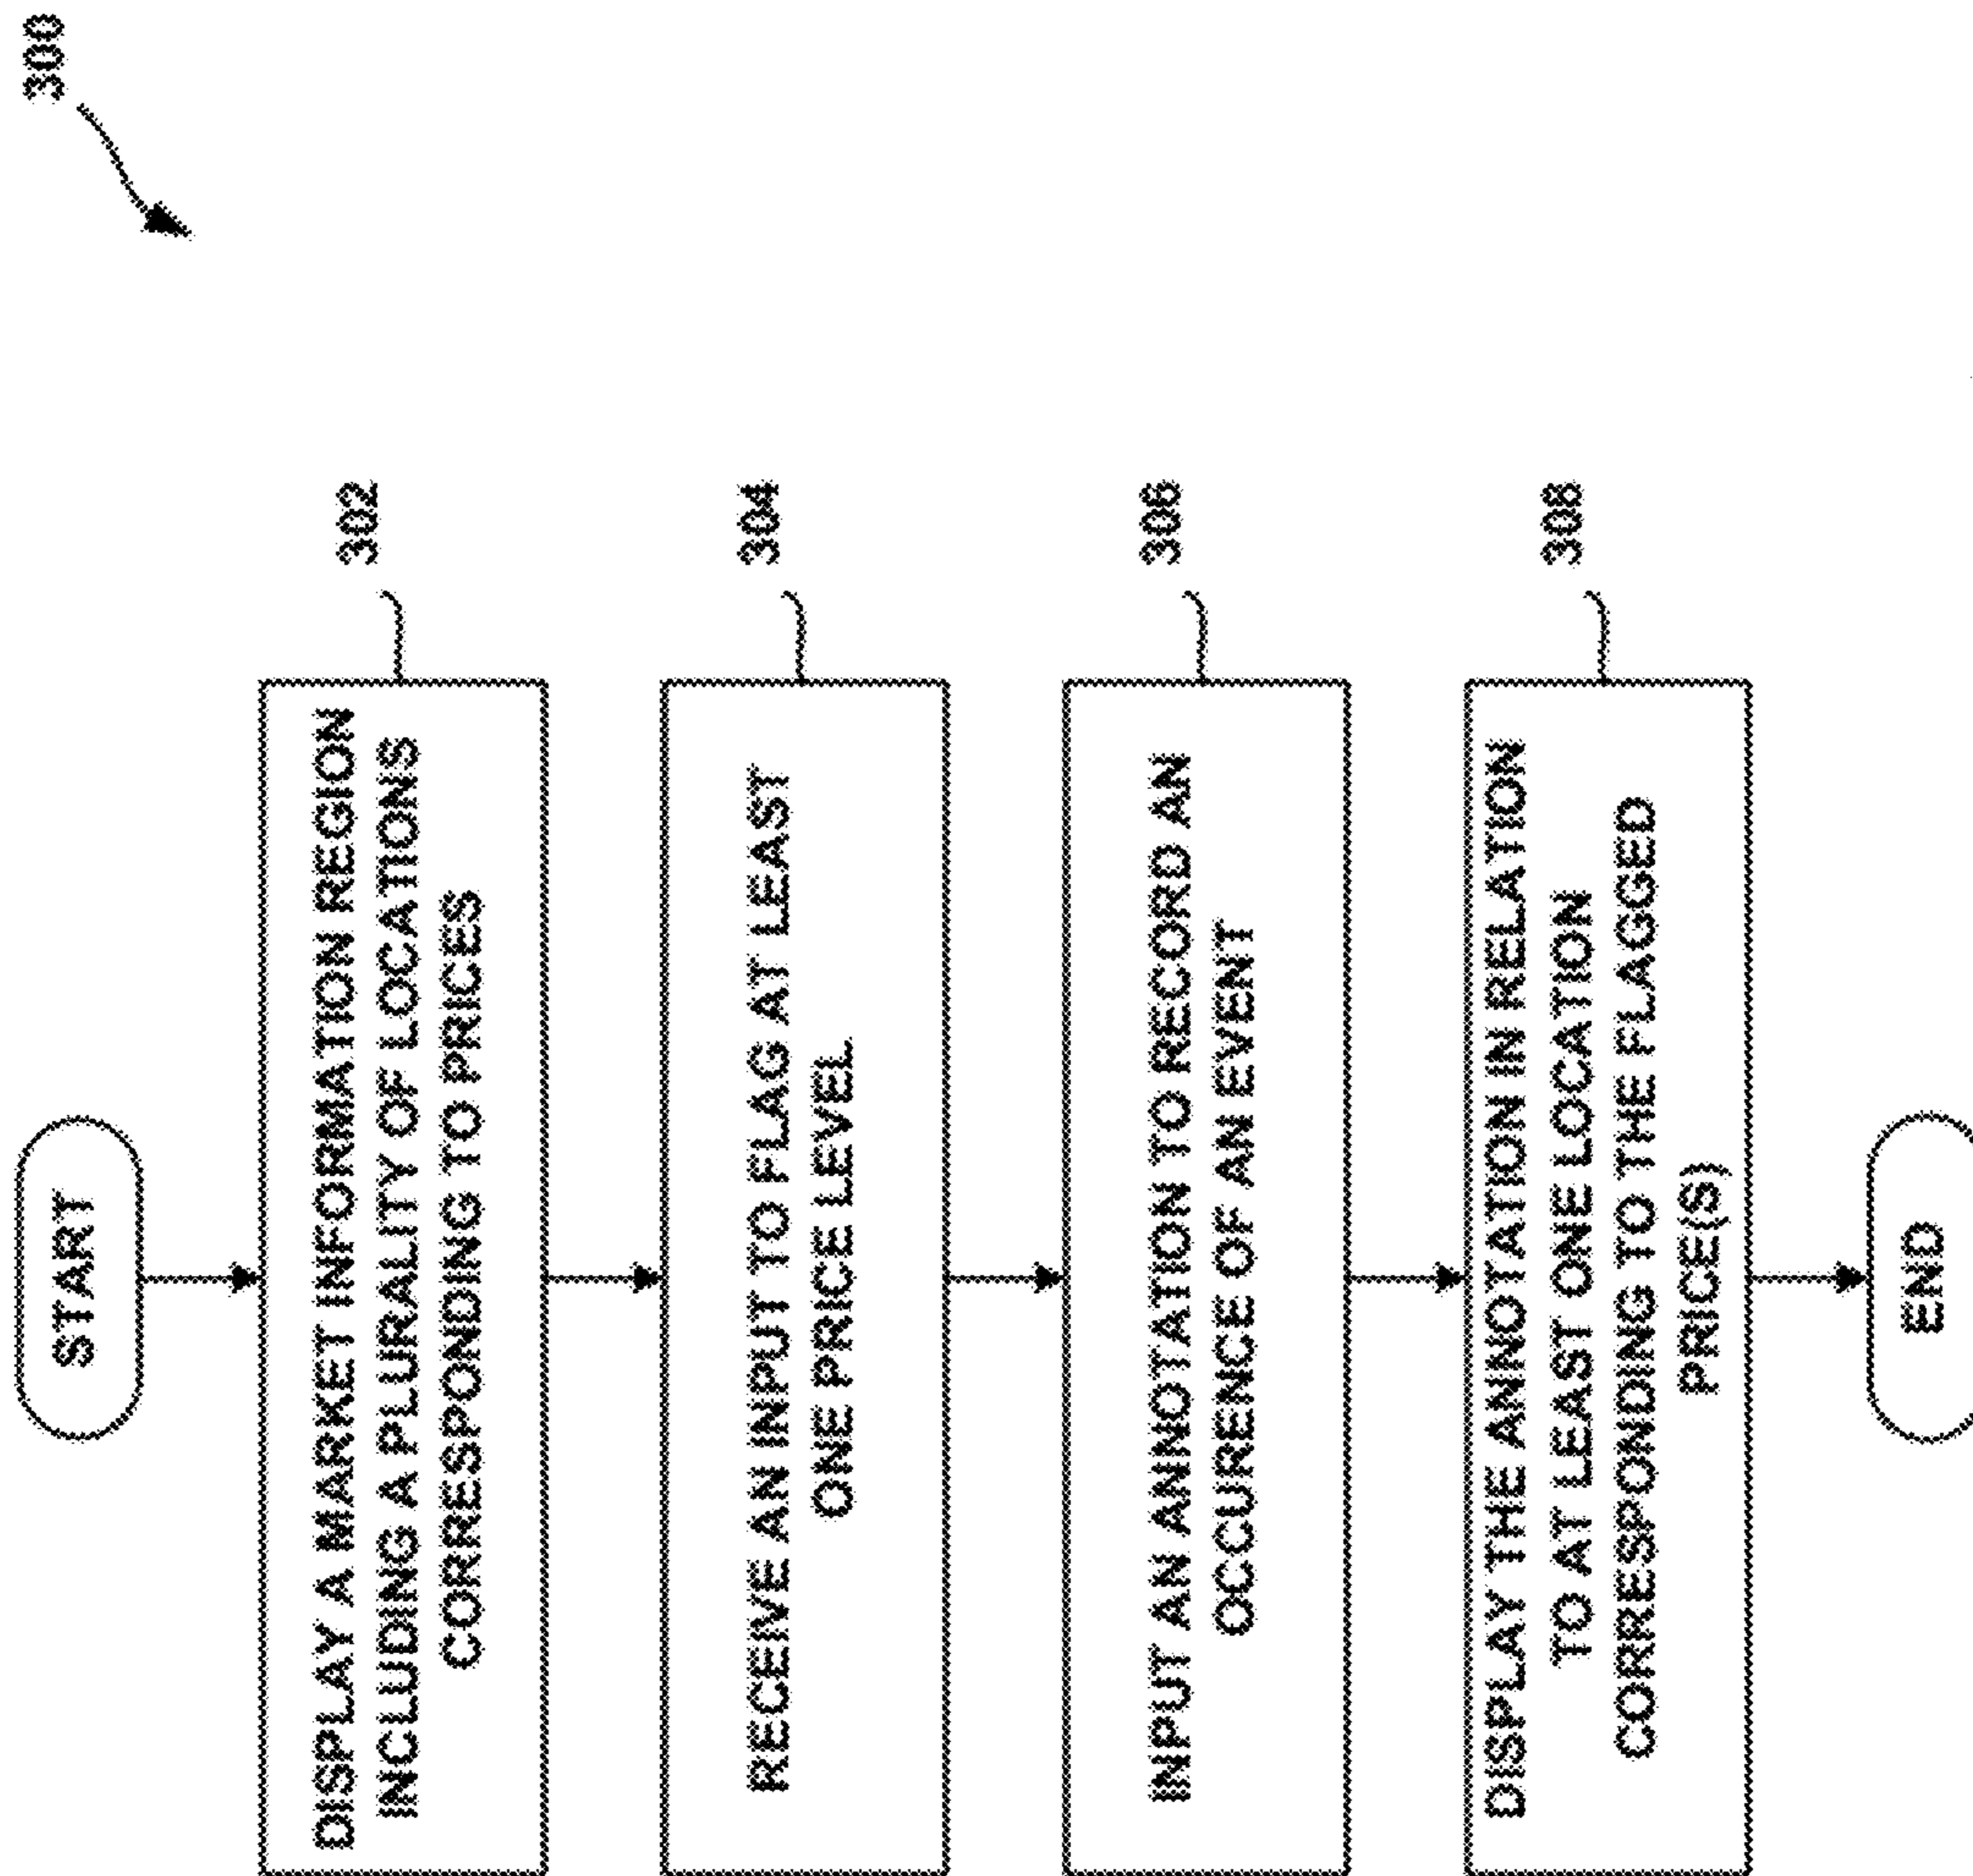 300
START
DISPLAY A MARKET INFORMATION REGION
INCLUDING A PLURALITY OF LOCATIONS
CORRESPONDING TO PRICES
302
RECEIVE AN INPUT TO FLAG AT LEAST
ONE PRICE LEVEL
304
INPUT AN ANNOTATION TO RECORD AN
OCCURENCE OF AN EVENT
306
DISPLAY THE ANNOTATION IN RELATION
TO AT LEAST ONE LOCATION
CORRESPONDING TO THE FLAGGED
PRICE(S)
308
END